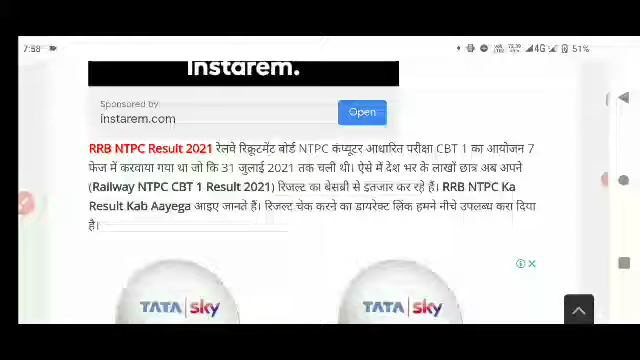 7:58
4G 51%
instarem.
Sponsored by
instarem.com
Open
RRB NTPC Result 2021 रेलवे रिक्रूटमेंट बोर्ड NTPC कंप्यूटर आधारित परीक्षा CBT 1 का आयोजन 7
फेज में करवाया गया था जो कि 31 जुलाई 2021 तक चली थी। ऐसे में देश भर के लाखों छात्र अब अपने
(Railway NTPC CBT 1 Result 2021) रिजल्ट का बेसब्री से इंतजार कर रहे हैं। RRB NTPC Ka
Result Kab Aayega आइए जानते हैं। रिजल्ट चेक करने का डायरेक्ट लिंक हमने नीचे उपलब्ध करा दिया
है।
TATA sky TATA sky